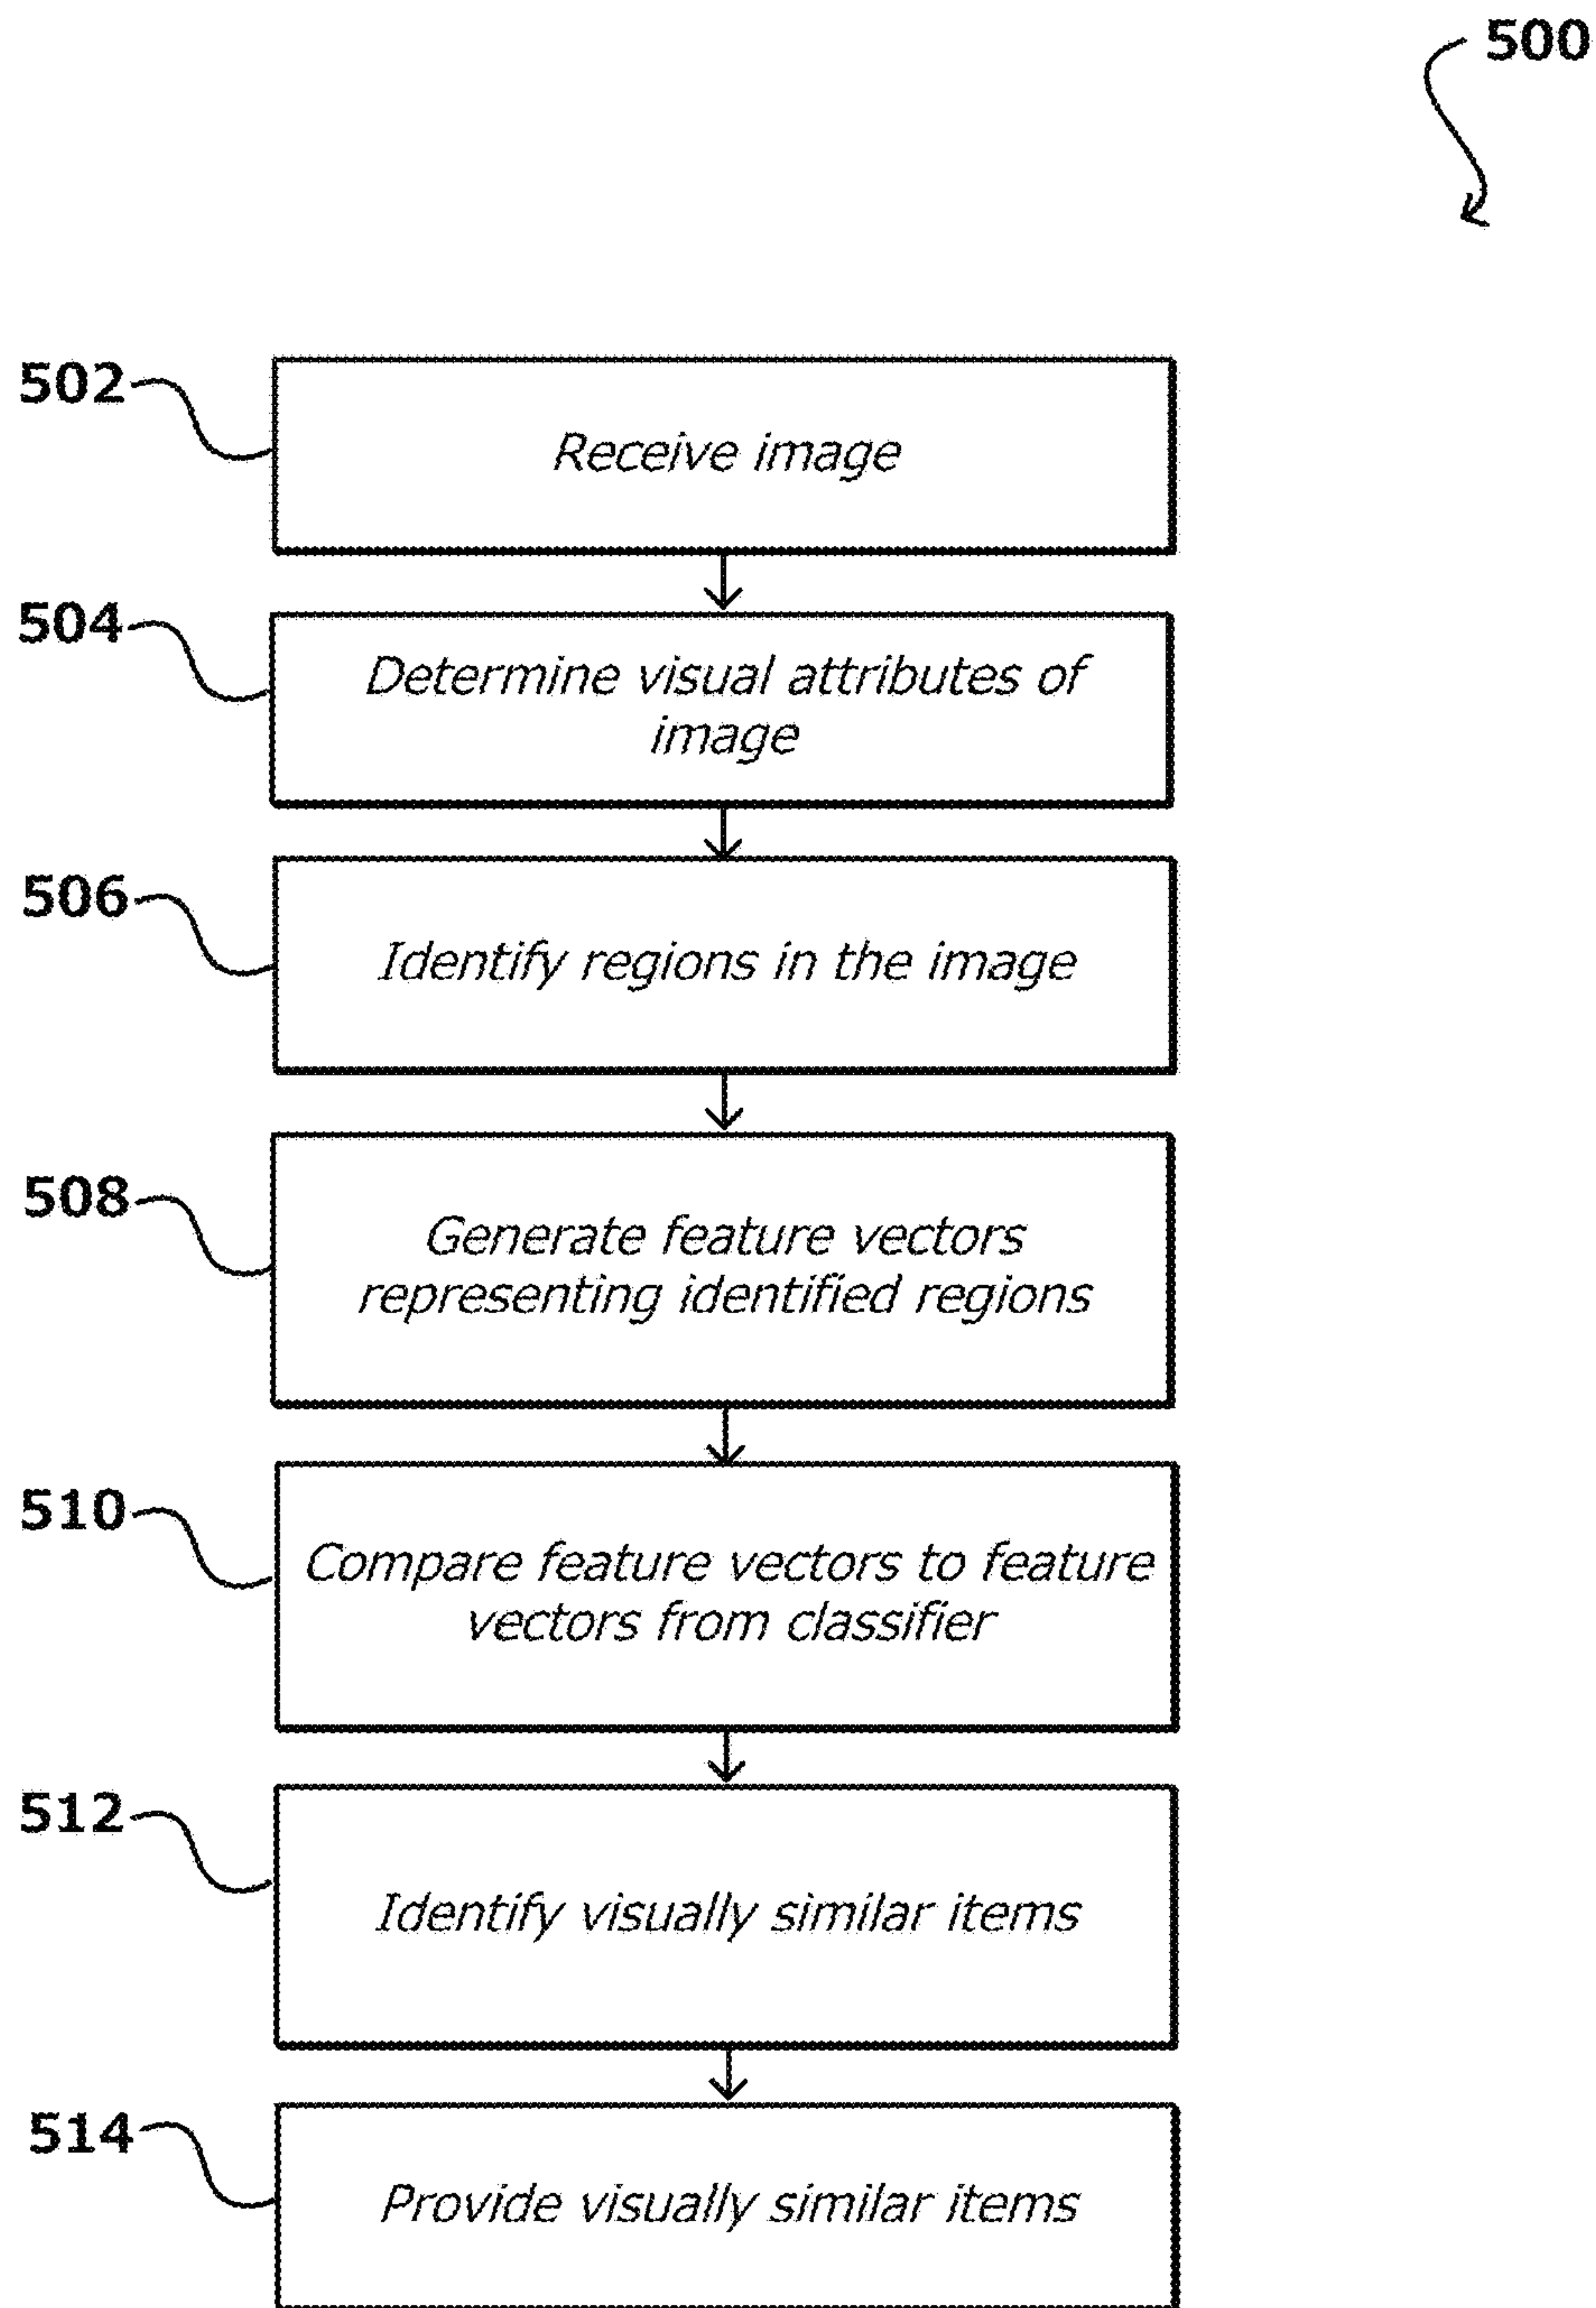 500
502
Receive image
504
Determine visual attributes of
image
506
Identify regions in the image
508
Generate feature vectors
representing identified regions
510
Compare feature vectors to feature
vectors from classifier
512
Identify visually similar items
514
Provide visually similar items